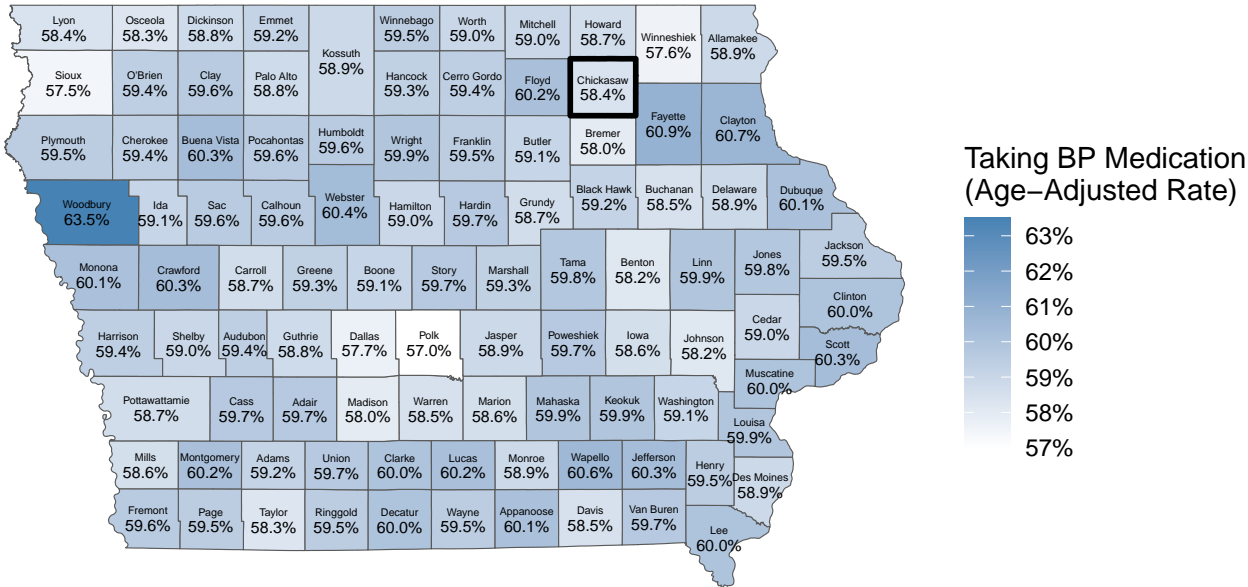 Lyon
58.4%
Osceola
58.3%
Dickinson
58.8%
Emmet
59.2%
Kossuth
58.9%
Winnebago
59.5%
Worth
59.0%
Mitchell
59.0%
Howard
58.7%
Winneshiek
57.6%
Allamakee
58.9%
Sioux
57.5%
O'Brien
59.4%
Clay
59.6%
Palo Alto
58.8%
Hancock
59.3%
Cerro Gordo
59.4%
Floyd
60.2%
Chickasaw
58.4%
Fayette
60.9%
Clayton
60.7%
Plymouth
59.5%
Cherokee
59.4%
Buena Vista
60.3%
Pocahontas
59.6%
Humboldt
59.6%
Wright
59.9%
Franklin
59.5%
Butler
59.1%
Bremer
58.0%
Woodbury
63.5%
Ida
59.1%
Sac
59.6%
Calhoun
59.6%
Webster
60.4%
Hamilton
59.0%
Hardin
59.7%
Grundy
58.7%
Black Hawk
59.2%
Buchanan
58.5%
Delaware
58.9%
Dubuque
60.1%
Monona
60.1%
Crawford
60.3%
Carroll
58.7%
Greene
59.3%
Boone
59.1%
Story
59.7%
Marshall
59.3%
Tama
59.8%
Benton
58.2%
Linn
59.9%
Jones
59.8%
Jackson
59.5%
Clinton
60.0%
Harrison
59.4%
Shelby
59.0%
Audubon
59.4%
Guthrie
58.8%
Dallas
57.7%
Polk
57.0%
Jasper
58.9%
Poweshiek
59.7%
Iowa
58.6%
Johnson
58.2%
Cedar
59.0%
Scott
60.3%
Muscatine
60.0%
Pottawattamie
58.7%
Cass
59.7%
Adair
59.7%
Madison
58.0%
Warren
58.5%
Marion
58.6%
Mahaska
59.9%
Keokuk
59.9%
Washington
59.1%
Louisa
59.9%
Mills
58.6%
Montgomery
60.2%
Adams
59.2%
Union
59.7%
Clarke
60.0%
Lucas
60.2%
Monroe
58.9%
Wapello
60.6%
Jefferson
60.3%
Henry
59.5%
Des Moines
58.9%
Fremont
59.6%
Page
59.5%
Taylor
58.3%
Ringgold
59.5%
Decatur
60.0%
Wayne
59.5%
Appanoose
60.1%
Davis
58.5%
Van Buren
59.7%
Lee
60.0%
Taking BP Medication
(Age−Adjusted Rate)
63%
62%
61%
60%
59%
58%
57%